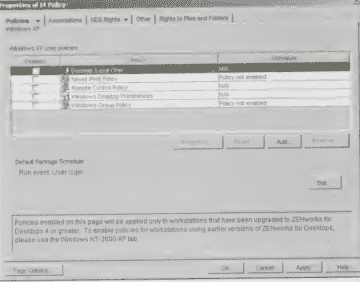 Properties of IT Policy
Policies Associations NDS Rights Other Rights to Files and Folders
Windows XP
Windows XP user policies:
Enabled Policy Schedule
Dynamic Local User N/A
Novell iPrint Policy Policy not enabled
Remote Control Policy N/A
Windows Desktop Preferences N/A
Windows Group Policy Policy not enabled
Properties... Reset Add... Remove
Default Package Schedule
Run event: User login
Edit...
Policies enabled on this page will be applied only to workstations that have been upgraded to ZENworks for
Desktops 4 or greater. To enable policies for workstations using earlier versions of ZENworks for Desktops,
please use the Windows NT-2000-XP tab.
Page Options... OK Cancel Apply Help